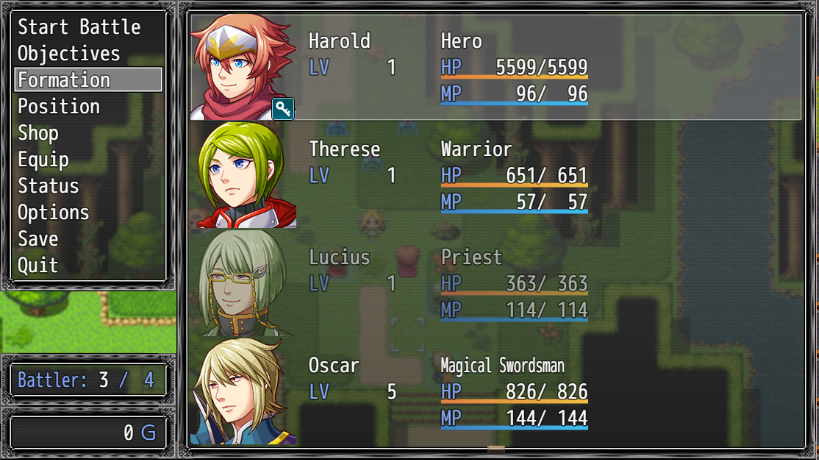 Start Battle
Objectives
Formation
Position
Shop
Equip
Status
Options
Save
Quit
Battler: 3 / 4
0 G
Harold Hero
LV 1 HP 5599/5599
MP 96/ 96
Therese Warrior
LV 1 HP 651/ 651
MP 57/ 57
Lucius Priest
LV 1 HP 363/ 363
MP 114/ 114
Oscar Magical Swordsman
LV 5 HP 826/ 826
MP 144/ 144